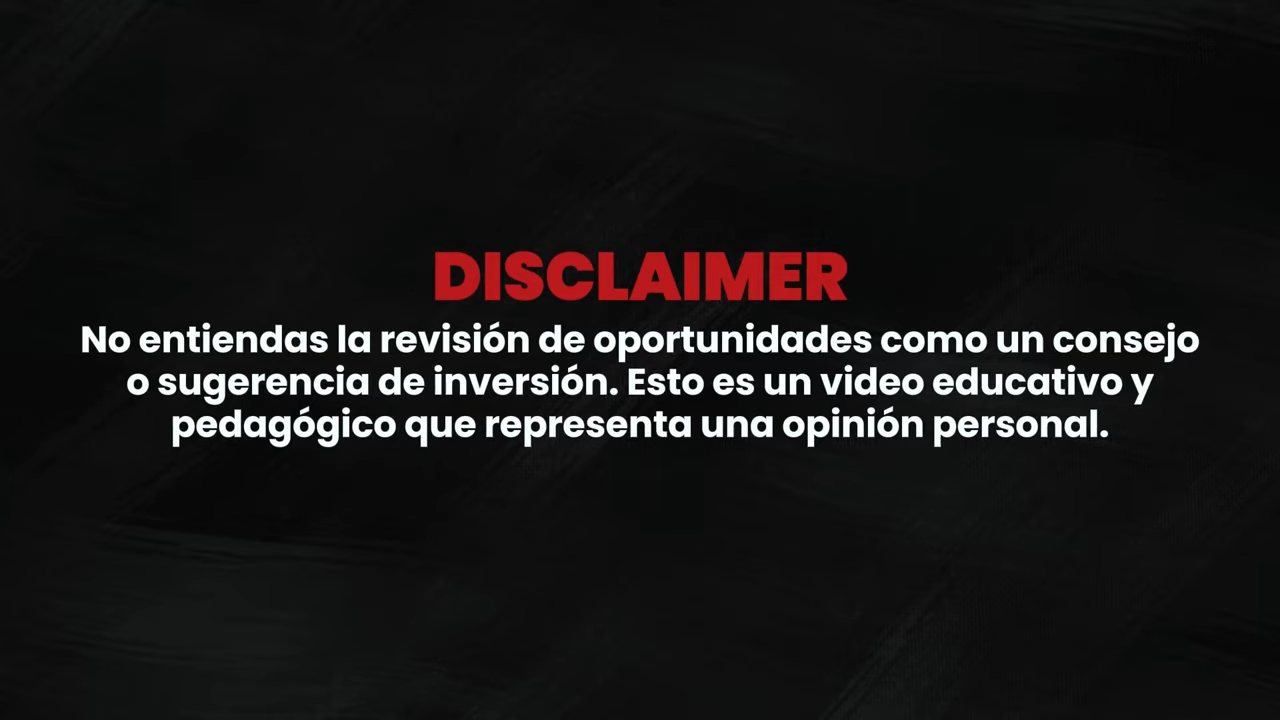 DISCLAIMER
No entiendas la revisión de oportunidades como un consejo
o sugerencia de inversión. Esto es un video educativo y
pedagógico que representa una opinión personal.